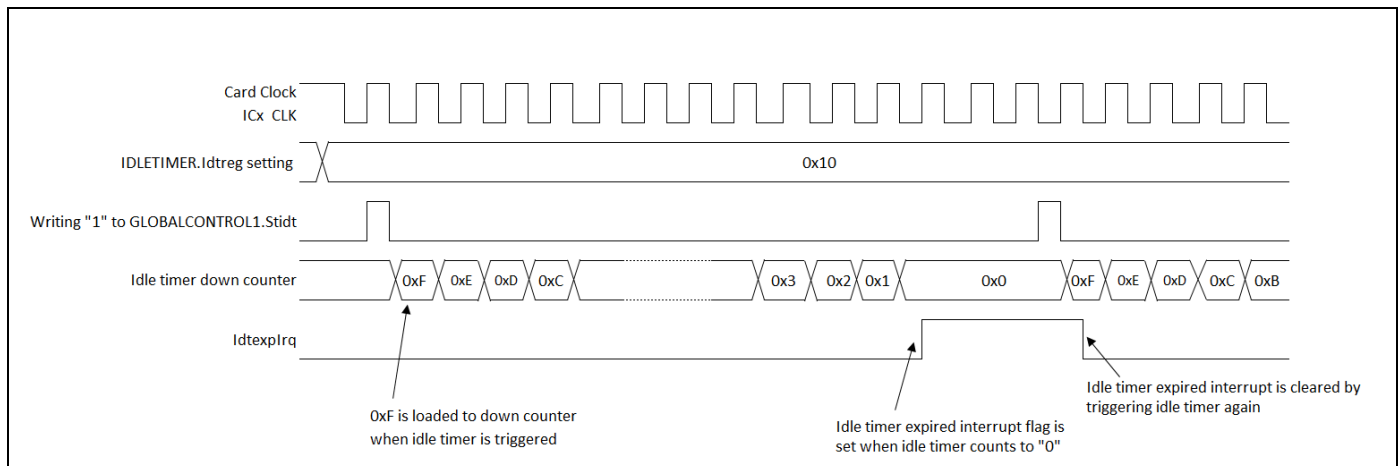 Card Clock
ICx CLK
IDLETIMER.Idtreg setting
0x10
Writing "1" to GLOBALCONTROL1.Stidt
Idle timer down counter
0xF 0xE 0xD 0xC 0x3 0x2 0x1 0x0 0xF 0xE 0xD 0xC 0xB
IdtexpIrq
0XF is loaded to down counter
when idle timer is triggered
Idle timer expired interrupt flag is
set when idle timer counts to "0"
Idle timer expired interrupt is cleared by
triggering idle timer again